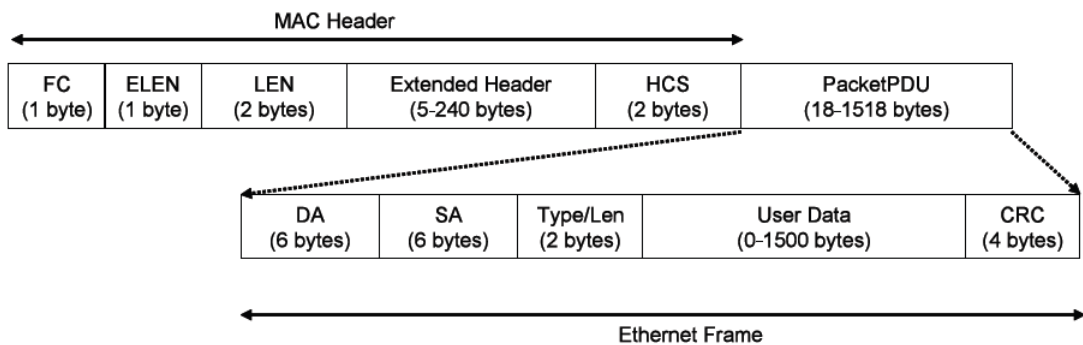 MAC Header
FC ELEN LEN Extended Header HCS PacketPDU
(1 byte) (1 byte) (2 bytes) (5-240 bytes) (2 bytes) (18-1518 bytes)
DA SA Type/Len User Data CRC
(6 bytes) (6 bytes) (2 bytes) (0-1500 bytes) (4 bytes)
Ethernet Frame